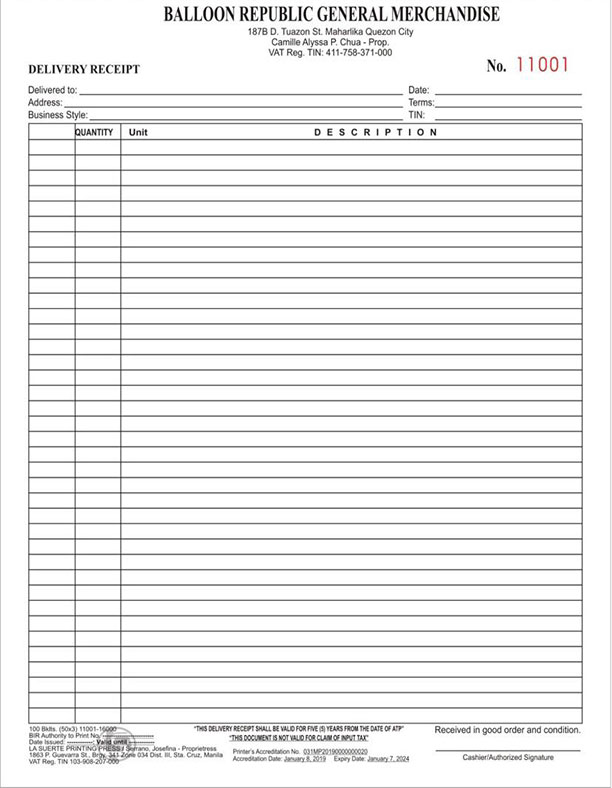 BALLOON REPUBLIC GENERAL MERCHANDISE
187B D. Tuazon St. Maharlika Quezon City
Camille Alyssa P. Chua - Prop.
VAT Reg. TIN: 411-758-371-000
DELIVERY RECEIPT
No. 11001
Delivered to: Date:
Address: Terms:
Business Style: TIN:
QUANTITY Unit DESCRIPTION
100 Bklts. (50x3) 11001-16000
BIR Authority to Print No.
Date Issued: Valid until
LA SUERTE PRINTING PRESS / Serrano, Josefina - Proprietress
1863 P. Guevarra St., Brgy. 341 Zone 034 Dist. III, Sta. Cruz, Manila
VAT Reg. TIN 103-908-207-000
"THIS DELIVERY RECEIPT SHALL BE VALID FOR FIVE (5) YEARS FROM THE DATE OF ATP"
"THIS DOCUMENT IS NOT VALID FOR CLAIM OF INPUT TAX"
Printer's Accreditation No. 031MP20190000000020
Accreditation Date: January 8, 2019 Expiry Date: January 7, 2024
Received in good order and condition.
Cashier/Authorized Signature